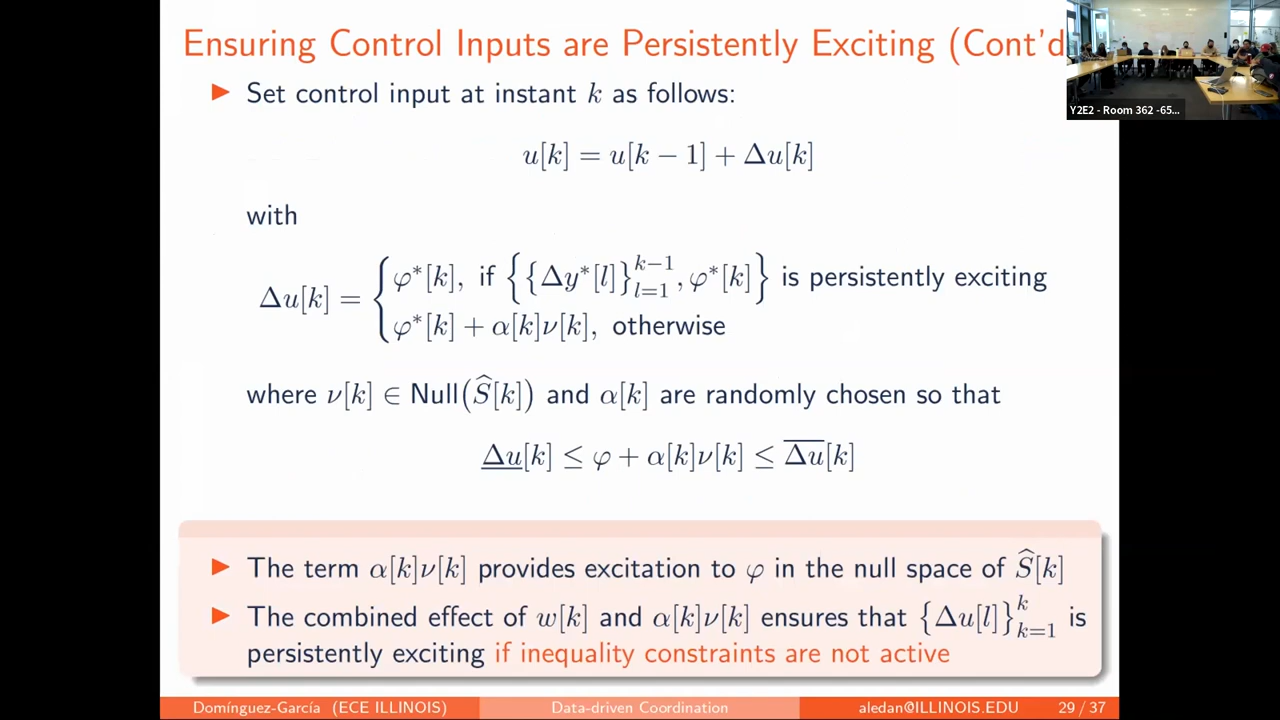 Ensuring Control Inputs are Persistently Exciting (Cont'd
Y2E2 - Room 362 -65...
▶ Set control input at instant k as follows:
u[k] = u[k − 1] + Δu[k]
with
Δu[k] = { φ*[k], if { {Δy*[l]}_{l=1}^{k−1}, φ*[k] } is persistently exciting
φ*[k] + α[k]ν[k], otherwise
where ν[k] ∈ Null(Ŝ[k]) and α[k] are randomly chosen so that
\underline{Δu}[k] ≤ φ + α[k]ν[k] ≤ \overline{Δu}[k]
▶ The term α[k]ν[k] provides excitation to φ in the null space of Ŝ[k]
▶ The combined effect of w[k] and α[k]ν[k] ensures that {Δu[l]}_{k=1}^{k} is
persistently exciting if inequality constraints are not active
Domínguez-García (ECE ILLINOIS) Data-driven Coordination aledan@ILLINOIS.EDU 29 / 37